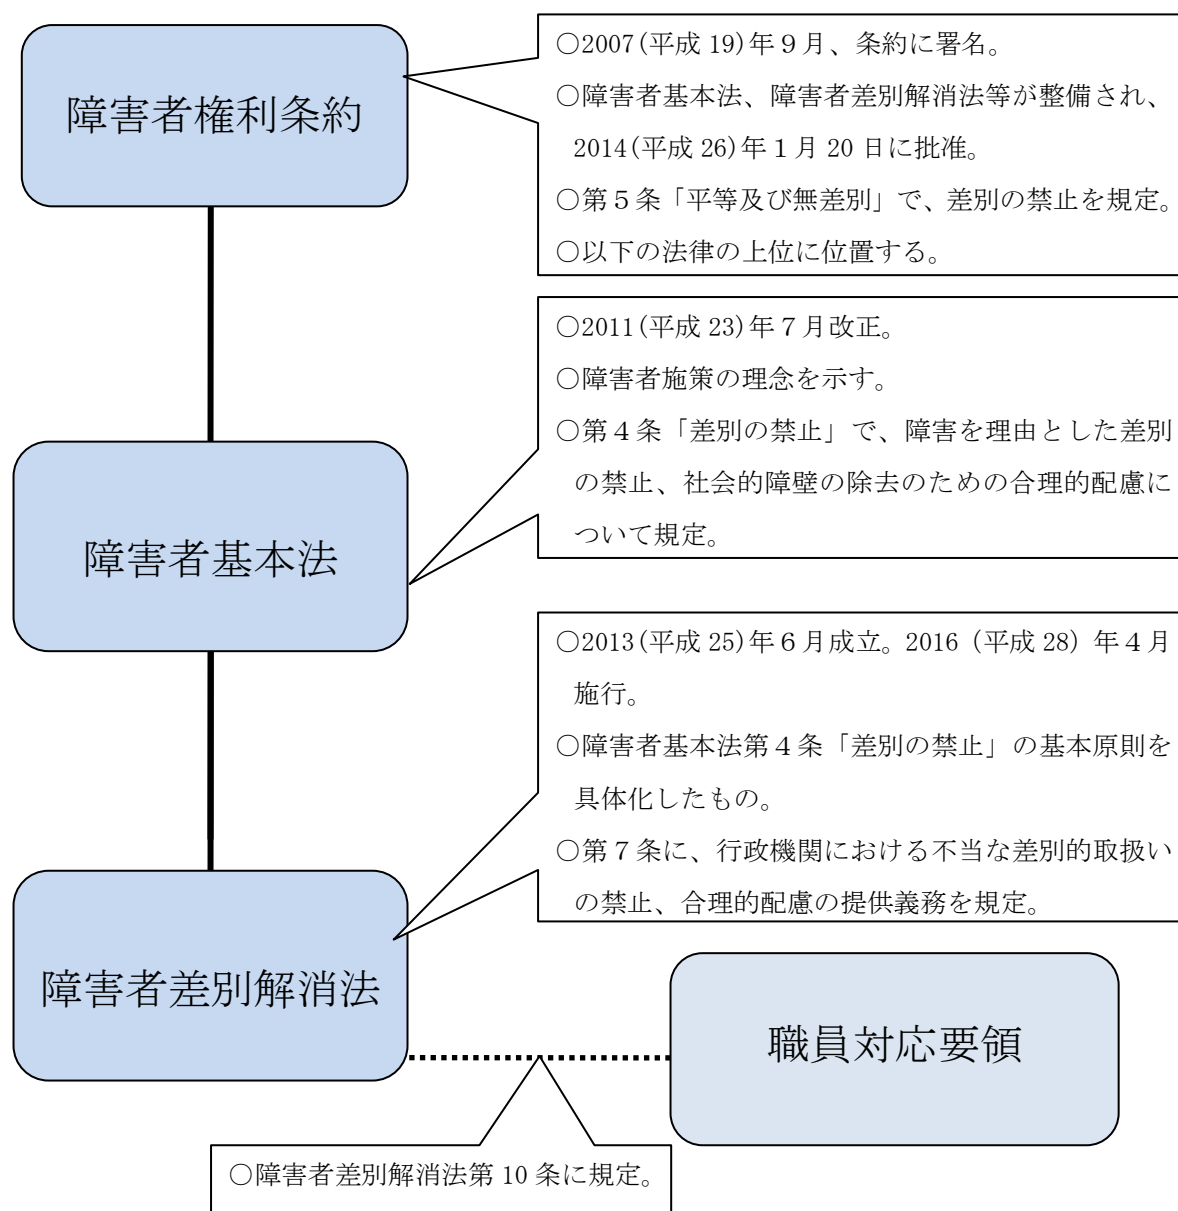 障害者権利条約
○2007(平成 19)年９月、条約に署名。
○障害者基本法、障害者差別解消法等が整備され、
2014(平成 26)年１月 20 日に批准。
○第５条「平等及び無差別」で、差別の禁止を規定。
○以下の法律の上位に位置する。
障害者基本法
○2011(平成 23)年７月改正。
○障害者施策の理念を示す。
○第４条「差別の禁止」で、障害を理由とした差別
の禁止、社会的障壁の除去のための合理的配慮に
ついて規定。
障害者差別解消法
○2013(平成 25)年６月成立。2016（平成 28）年４月
施行。
○障害者基本法第４条「差別の禁止」の基本原則を
具体化したもの。
○第７条に、行政機関における不当な差別的取扱い
の禁止、合理的配慮の提供義務を規定。
職員対応要領
○障害者差別解消法第 10 条に規定。